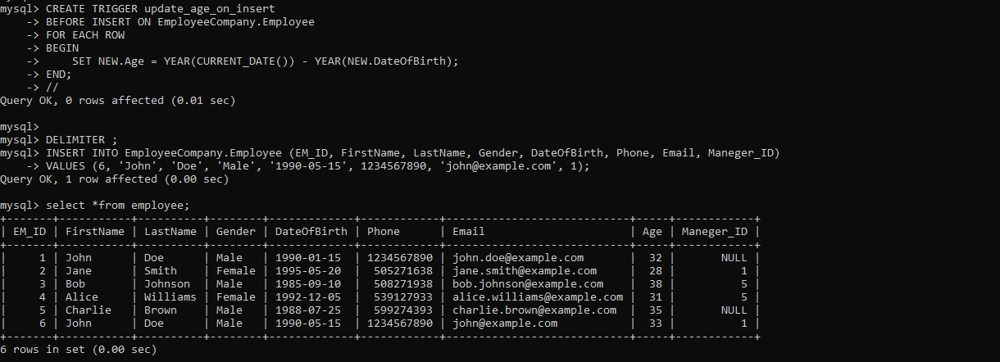 mysql> CREATE TRIGGER update_age_on_insert
    -> BEFORE INSERT ON EmployeeCompany.Employee
    -> FOR EACH ROW
    -> BEGIN
    ->     SET NEW.Age = YEAR(CURRENT_DATE()) - YEAR(NEW.DateOfBirth);
    -> END;
    -> //
Query OK, 0 rows affected (0.01 sec)

mysql>
mysql> DELIMITER ;
mysql> INSERT INTO EmployeeCompany.Employee (EM_ID, FirstName, LastName, Gender, DateOfBirth, Phone, Email, Maneger_ID)
    -> VALUES (6, 'John', 'Doe', 'Male', '1990-05-15', 1234567890, 'john@example.com', 1);
Query OK, 1 row affected (0.00 sec)

mysql> select *from employee;
+-------+-----------+----------+--------+-------------+------------+----------------------------+-----+------------+
| EM_ID | FirstName | LastName | Gender | DateOfBirth | Phone      | Email                      | Age | Maneger_ID |
+-------+-----------+----------+--------+-------------+------------+----------------------------+-----+------------+
|     1 | John      | Doe      | Male   | 1990-01-15  | 1234567890 | john.doe@example.com       |  32 |       NULL |
|     2 | Jane      | Smith    | Female | 1995-05-20  |  505271638 | jane.smith@example.com     |  28 |          1 |
|     3 | Bob       | Johnson  | Male   | 1985-09-10  |  508271938 | bob.johnson@example.com    |  38 |          5 |
|     4 | Alice     | Williams | Female | 1992-12-05  |  539127933 | alice.williams@example.com |  31 |          5 |
|     5 | Charlie   | Brown    | Male   | 1988-07-25  |  599274393 | charlie.brown@example.com  |  35 |       NULL |
|     6 | John      | Doe      | Male   | 1990-05-15  | 1234567890 | john@example.com           |  33 |          1 |
+-------+-----------+----------+--------+-------------+------------+----------------------------+-----+------------+
6 rows in set (0.00 sec)